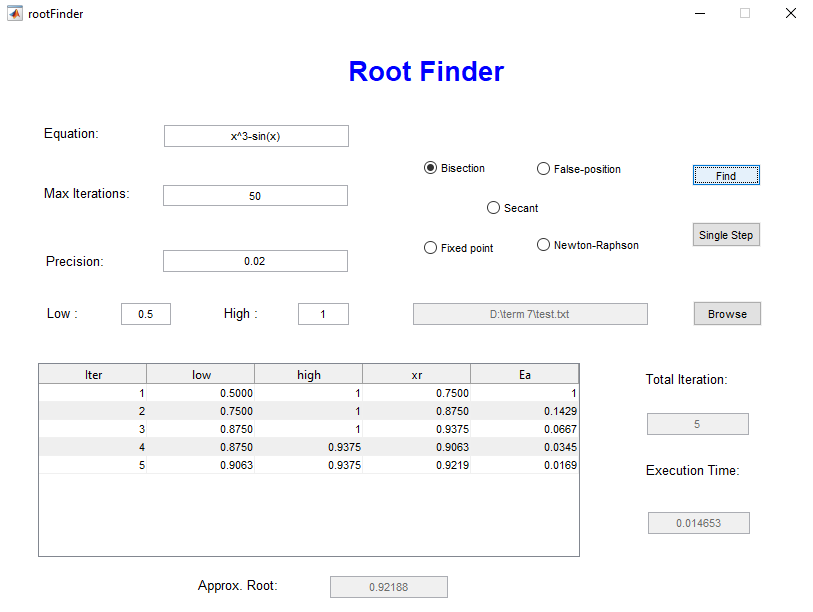 rootFinder
Root Finder
Equation: x^3-sin(x)
Bisection False-position Find
Max Iterations: 50
Secant
Single Step
Fixed point Newton-Raphson
Precision: 0.02
Low : 0.5 High : 1 D:\term 7\test.txt Browse
Iter low high xr Ea
1 0.5000 1 0.7500 1
2 0.7500 1 0.8750 0.1429
3 0.8750 1 0.9375 0.0667
4 0.8750 0.9375 0.9063 0.0345
5 0.9063 0.9375 0.9219 0.0169
Total Iteration:
5
Execution Time:
0.014653
Approx. Root: 0.92188